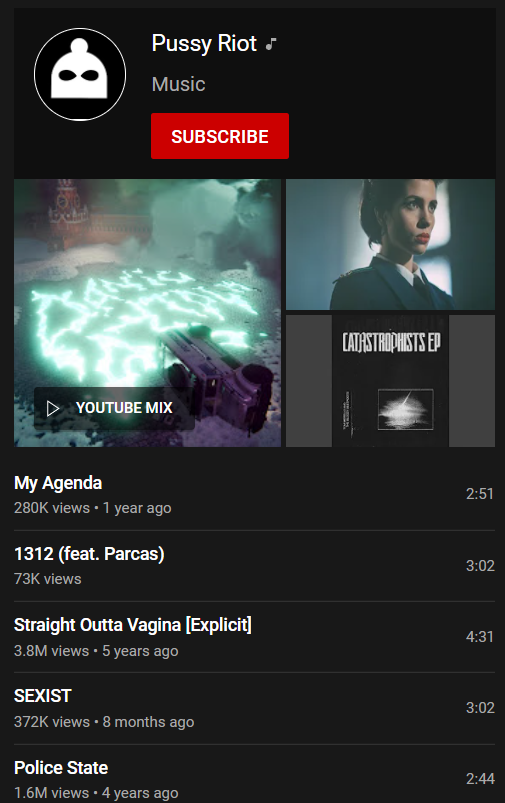 Pussy Riot
Music
SUBSCRIBE
YOUTUBE MIX
CATASTROPHISTS EP
My Agenda
2:51
280K views • 1 year ago
1312 (feat. Parcas)
3:02
73K views
Straight Outta Vagina [Explicit]
4:31
3.8M views • 5 years ago
SEXIST
3:02
372K views • 8 months ago
Police State
2:44
1.6M views • 4 years ago